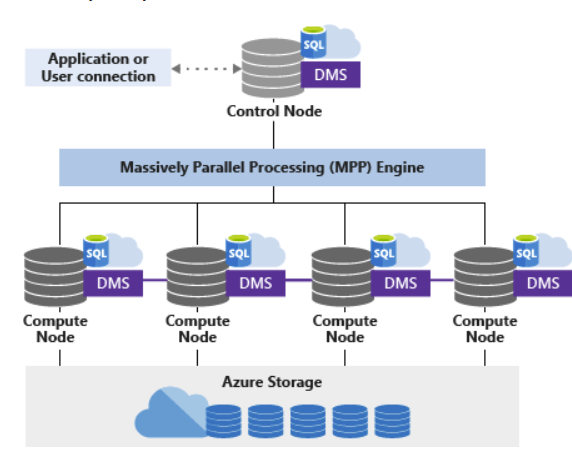 SQL
Application or
User connection
DMS
Control Node
Massively Parallel Processing (MPP) Engine
SQL
SQL
SQL
SQL
DMS
DMS
DMS
DMS
Compute
Node
Compute
Node
Compute
Node
Compute
Node
Azure Storage